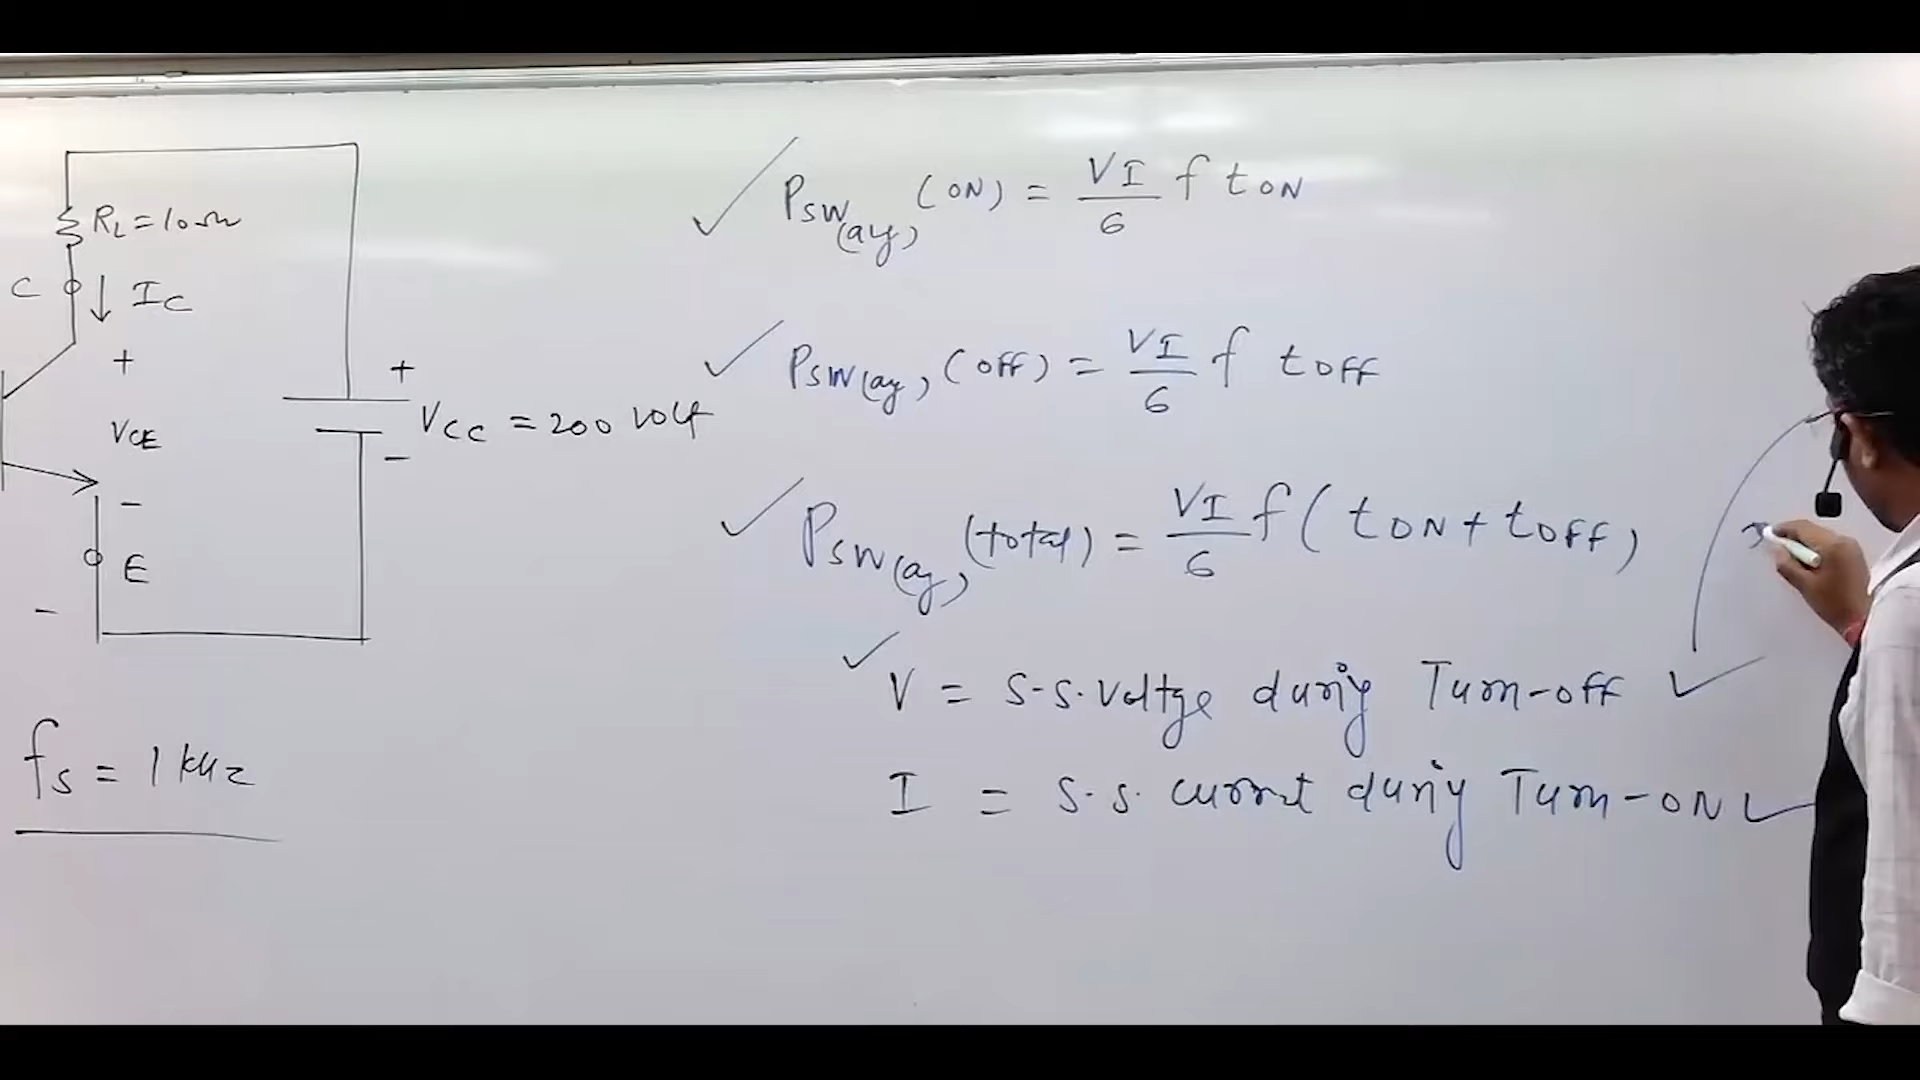 R_L = 10Ω
C
I_C
+
V_CE
-
E
-
+
V_CC = 200 volt
-
f_s = 1 kHz
P_SW(avg) (ON) = VI/6 f t_ON
P_SW(avg) (OFF) = VI/6 f t_OFF
P_SW(avg) (total) = VI/6 f (t_ON + t_OFF)
V = S.S. Voltage during Turn-off
I = S.S. current during Turn-ON